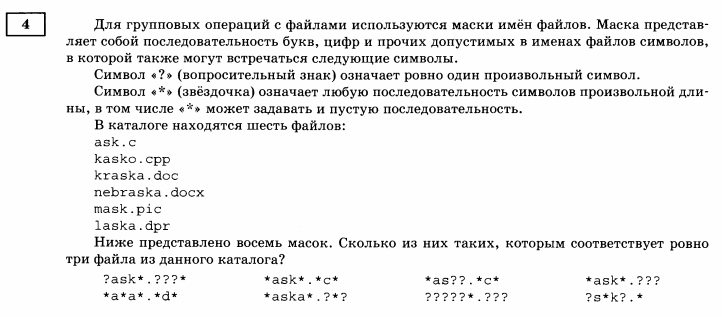 4
Для групповых операций с файлами используются маски имён файлов. Маска представ-
ляет собой последовательность букв, цифр и прочих допустимых в именах файлов символов,
в которой также могут встречаться следующие символы.
Символ «?» (вопросительный знак) означает ровно один произвольный символ.
Символ «*» (звёздочка) означает любую последовательность символов произвольной дли-
ны, в том числе «*» может задавать и пустую последовательность.
В каталоге находятся шесть файлов:
ask.c
kasko.cpp
kraska.doc
nebraska.docx
mask.pic
laska.dpr
Ниже представлено восемь масок. Сколько из них таких, которым соответствует ровно
три файла из данного каталога?
?ask*.???* *ask*.*c* *as??.*c* *ask*.???
*a*a*.*d* *aska*.?*? ?????*.??? ?s*k?.*